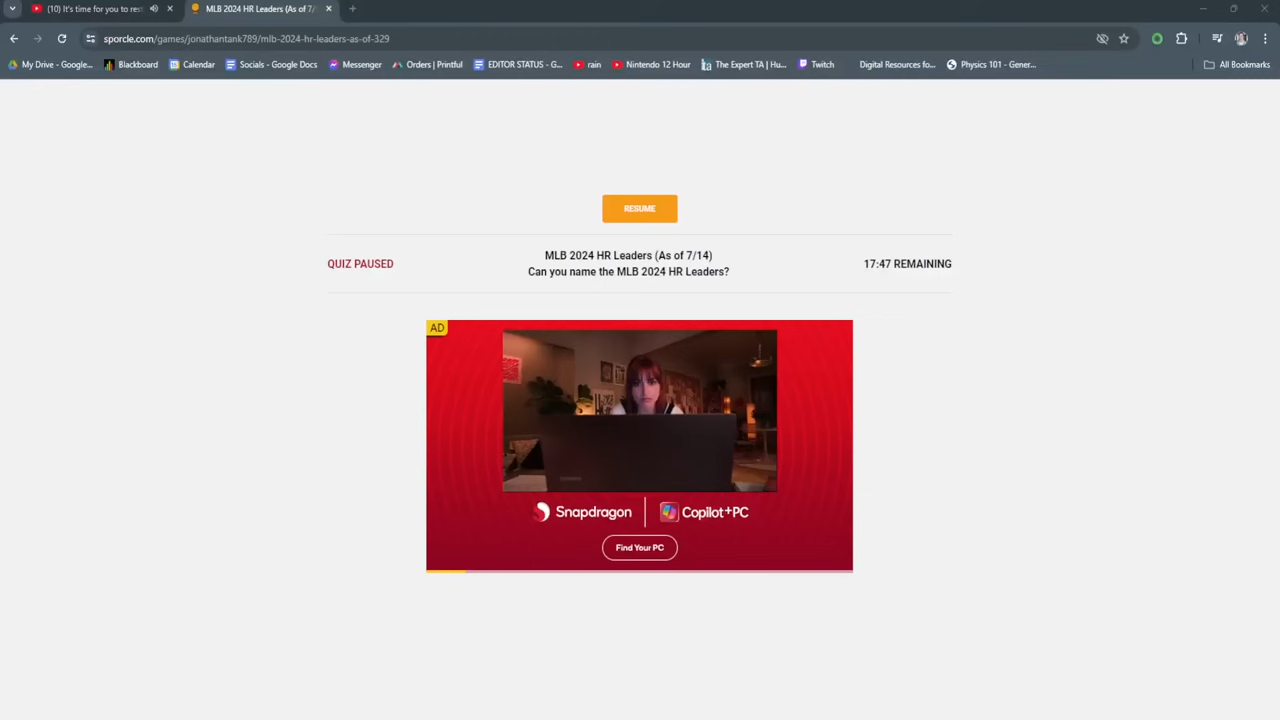 (10) It's time for you to res
MLB 2024 HR Leaders (As of 7/
sporcle.com/games/jonathantank789/mlb-2024-hr-leaders-as-of-329
My Drive - Google...
Blackboard
Calendar
Socials - Google Docs
Messenger
Orders | Printful
EDITOR STATUS - G...
rain
Nintendo 12 Hour
The Expert TA | Hu...
Twitch
Digital Resources fo...
Physics 101 - Gener...
All Bookmarks
RESUME
QUIZ PAUSED
MLB 2024 HR Leaders (As of 7/14)
Can you name the MLB 2024 HR Leaders?
17:47 REMAINING
AD
Snapdragon
Copilot+PC
Find Your PC